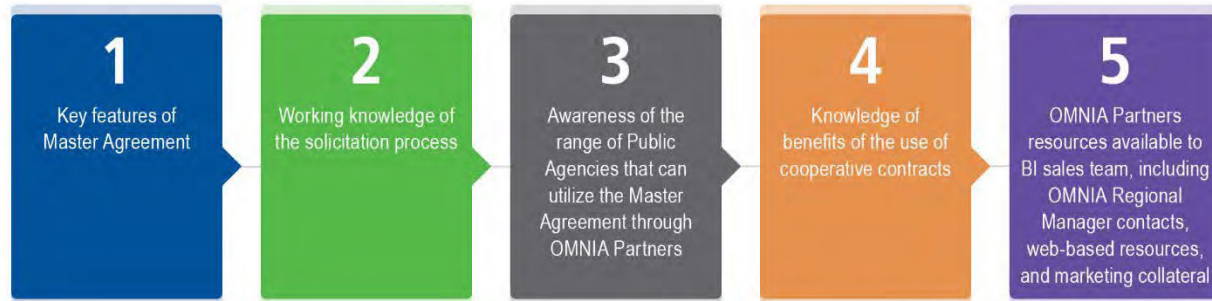 1
Key features of
Master Agreement
2
Working knowledge of
the solicitation process
3
Awareness of the
range of Public
Agencies that can
utilize the Master
Agreement through
OMNIA Partners
4
Knowledge of
benefits of the use of
cooperative contracts
5
OMNIA Partners
resources available to
BI sales team, including
OMNIA Regional
Manager contacts,
web-based resources,
and marketing collateral